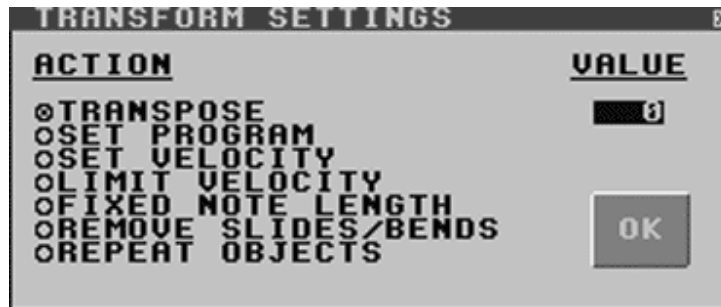 TRANSFORM SETTINGS
ACTION VALUE
TRANSPOSE 0
SET PROGRAM
SET VELOCITY
LIMIT VELOCITY
FIXED NOTE LENGTH
REMOVE SLIDES/BENDS
REPEAT OBJECTS
OK